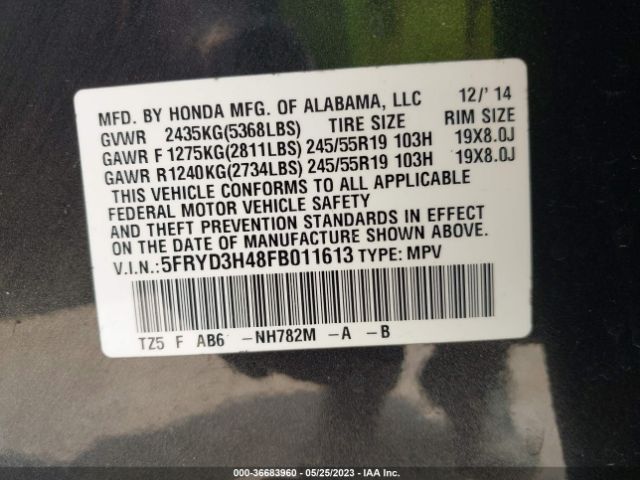 MFD. BY HONDA MFG. OF ALABAMA, LLC 12/' 14
GVWR 2435KG(5368LBS) TIRE SIZE RIM SIZE
GAWR F 1275KG(2811LBS) 245/55R19 103H 19X8.0J
GAWR R1240KG(2734LBS) 245/55R19 103H 19X8.0J
THIS VEHICLE CONFORMS TO ALL APPLICABLE
FEDERAL MOTOR VEHICLE SAFETY
AND THEFT PREVENTION STANDARDS IN EFFECT
ON THE DATE OF MANUFACTURE SHOWN ABOVE.
V.I.N.:5FRYD3H48FB011613 TYPE: MPV
TZ5 F AB6 -NH782M -A -B
000-36683960 - 05/25/2023 - IAA Inc.